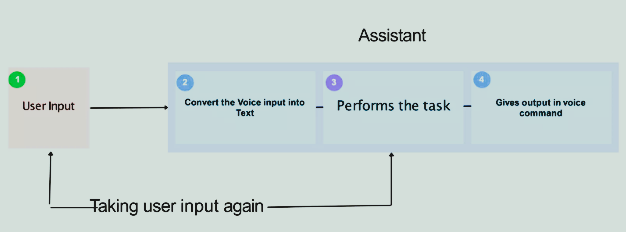 Assistant
1
User Input
2
Convert the Voice input into
Text
3
Performs the task
4
Gives output in voice
command
Taking user input again